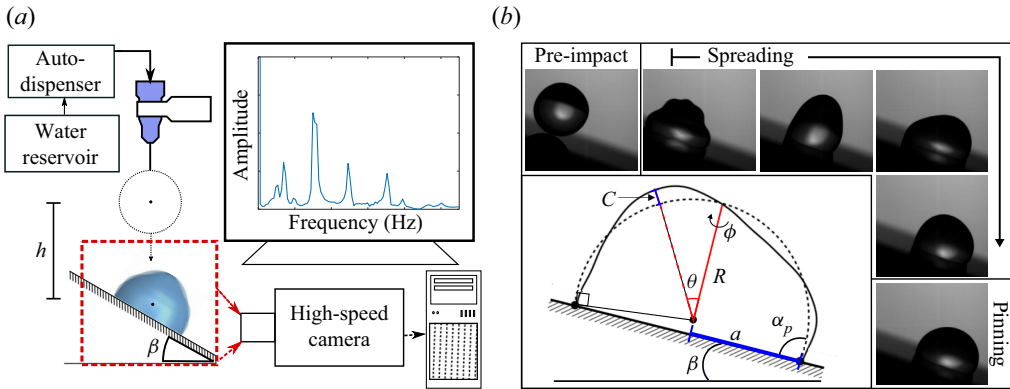 (a)
Auto-
dispenser
Water
reservoir
h
β
Amplitude
Frequency (Hz)
High-speed
camera
(b)
Pre-impact
Spreading
Pinning
C
ϕ
θ
R
a
α_p
β